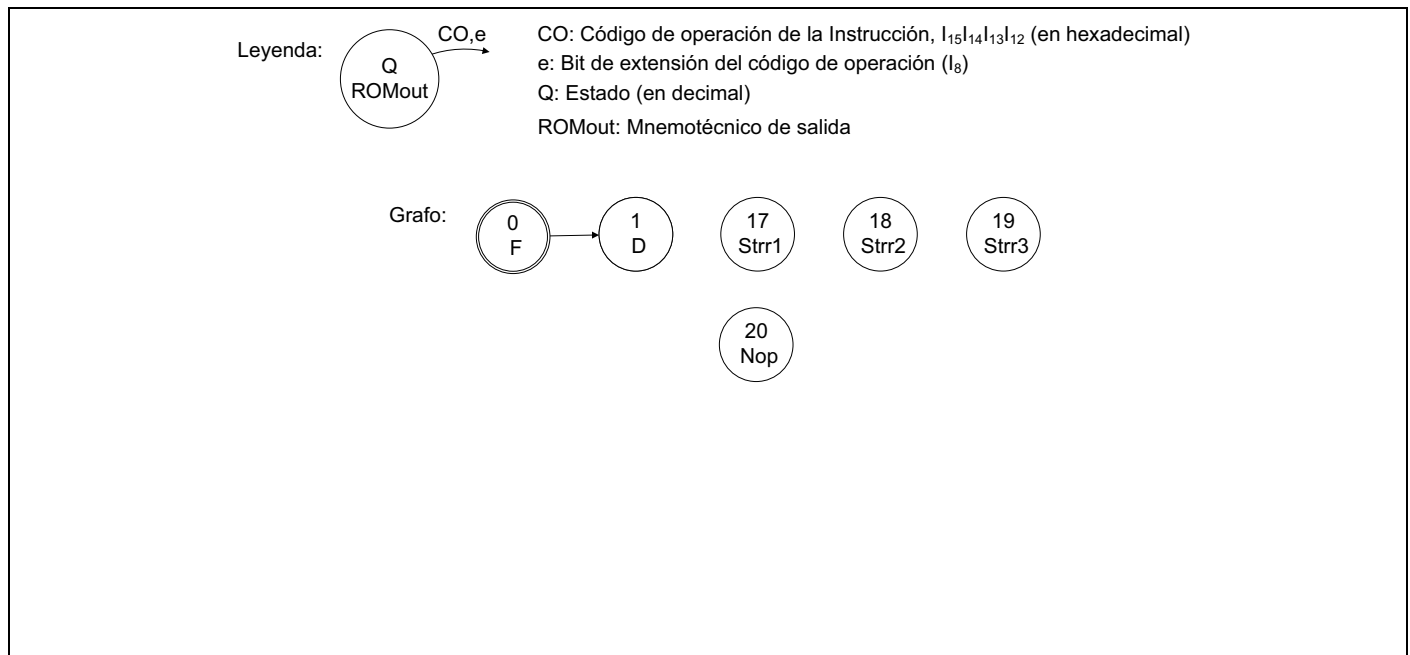 Leyenda:
Q
ROMout
CO,e
CO: Código de operación de la Instrucción, I₁₅I₁₄I₁₃I₁₂ (en hexadecimal)
e: Bit de extensión del código de operación (I₈)
Q: Estado (en decimal)
ROMout: Mnemotécnico de salida
Grafo:
0
F
1
D
17
Strr1
18
Strr2
19
Strr3
20
Nop